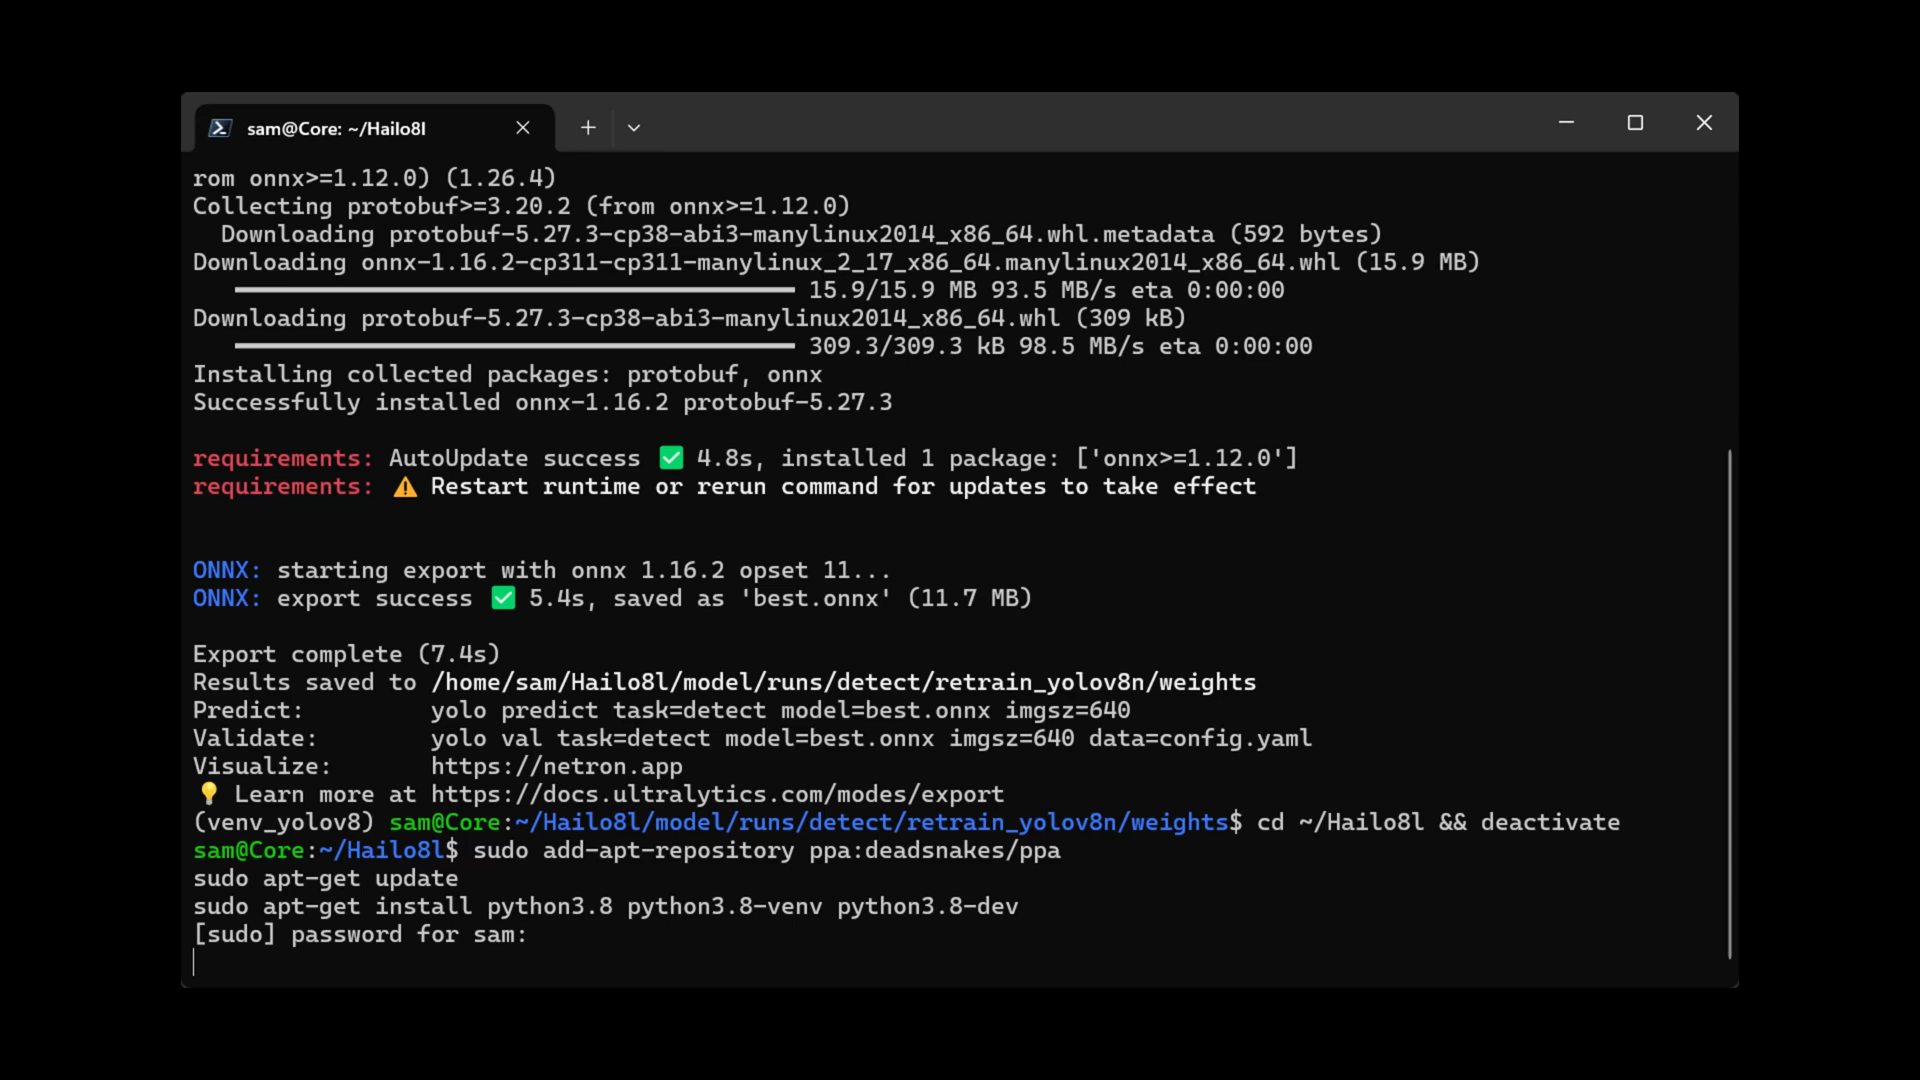 sam@Core: ~/Hailo8l
rom onnx>=1.12.0) (1.26.4)
Collecting protobuf>=3.20.2 (from onnx>=1.12.0)
  Downloading protobuf-5.27.3-cp38-abi3-manylinux2014_x86_64.whl.metadata (592 bytes)
Downloading onnx-1.16.2-cp311-cp311-manylinux_2_17_x86_64.manylinux2014_x86_64.whl (15.9 MB)
15.9/15.9 MB 93.5 MB/s eta 0:00:00
Downloading protobuf-5.27.3-cp38-abi3-manylinux2014_x86_64.whl (309 kB)
309.3/309.3 kB 98.5 MB/s eta 0:00:00
Installing collected packages: protobuf, onnx
Successfully installed onnx-1.16.2 protobuf-5.27.3
requirements: AutoUpdate success ✅ 4.8s, installed 1 package: ['onnx>=1.12.0']
requirements: ⚠️ Restart runtime or rerun command for updates to take effect
ONNX: starting export with onnx 1.16.2 opset 11...
ONNX: export success ✅ 5.4s, saved as 'best.onnx' (11.7 MB)
Export complete (7.4s)
Results saved to /home/sam/Hailo8l/model/runs/detect/retrain_yolov8n/weights
Predict:         yolo predict task=detect model=best.onnx imgsz=640
Validate:        yolo val task=detect model=best.onnx imgsz=640 data=config.yaml
Visualize:       https://netron.app
💡 Learn more at https://docs.ultralytics.com/modes/export
(venv_yolov8) sam@Core:~/Hailo8l/model/runs/detect/retrain_yolov8n/weights$ cd ~/Hailo8l && deactivate
sam@Core:~/Hailo8l$ sudo add-apt-repository ppa:deadsnakes/ppa
sudo apt-get update
sudo apt-get install python3.8 python3.8-venv python3.8-dev
[sudo] password for sam: